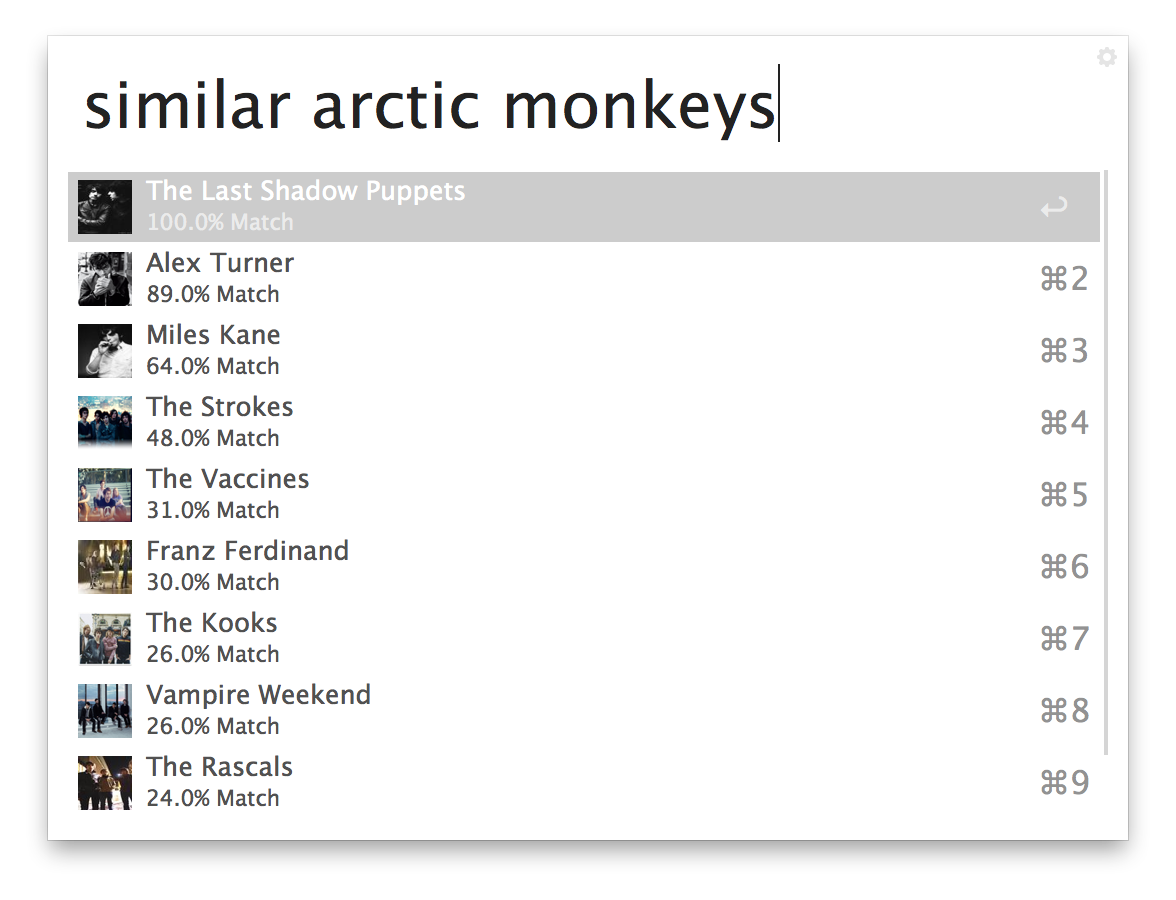 similar arctic monkeys
The Last Shadow Puppets
100.0% Match
Alex Turner
89.0% Match
⌘2
Miles Kane
64.0% Match
⌘3
The Strokes
48.0% Match
⌘4
The Vaccines
31.0% Match
⌘5
Franz Ferdinand
30.0% Match
⌘6
The Kooks
26.0% Match
⌘7
Vampire Weekend
26.0% Match
⌘8
The Rascals
24.0% Match
⌘9